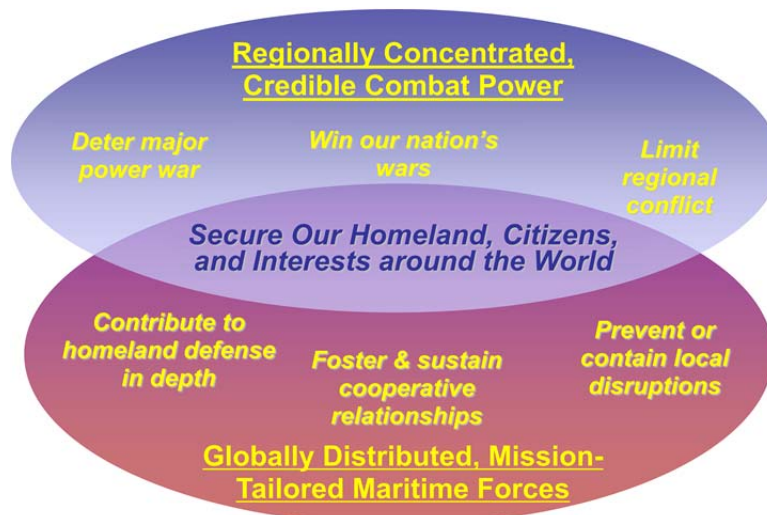 Regionally Concentrated,
Credible Combat Power
Deter major
power war
Win our nation's
wars
Limit
regional
conflict
Secure Our Homeland, Citizens,
and Interests around the World
Contribute to
homeland defense
in depth
Foster & sustain
cooperative
relationships
Prevent or
contain local
disruptions
Globally Distributed, Mission-
Tailored Maritime Forces